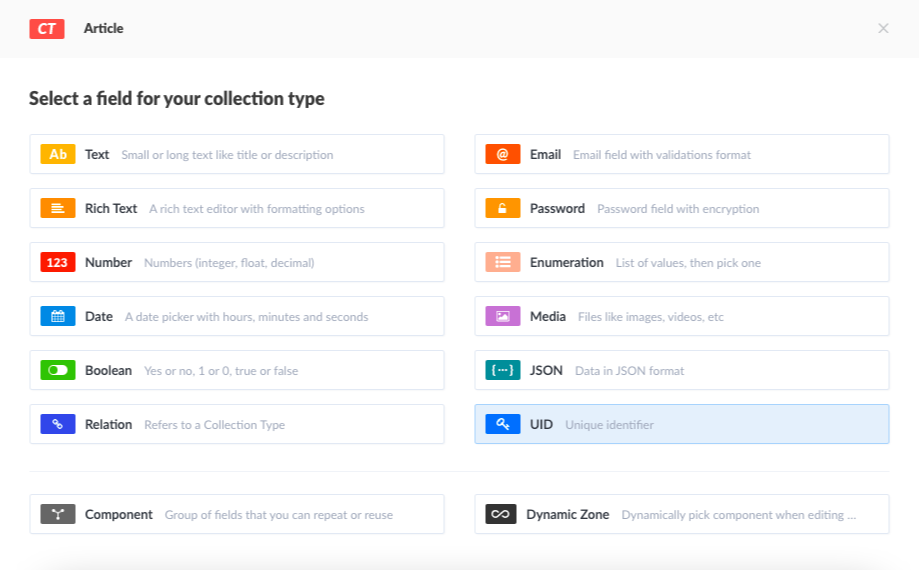 CT Article
Select a field for your collection type
Ab Text Small or long text like title or description
@ Email Email field with validations format
Rich Text A rich text editor with formatting options
Password Password field with encryption
123 Number Numbers (integer, float, decimal)
Enumeration List of values, then pick one
Date A date picker with hours, minutes and seconds
Media Files like images, videos, etc
Boolean Yes or no, 1 or 0, true or false
{···} JSON Data in JSON format
Relation Refers to a Collection Type
UID Unique identifier
Component Group of fields that you can repeat or reuse
Dynamic Zone Dynamically pick component when editing ...